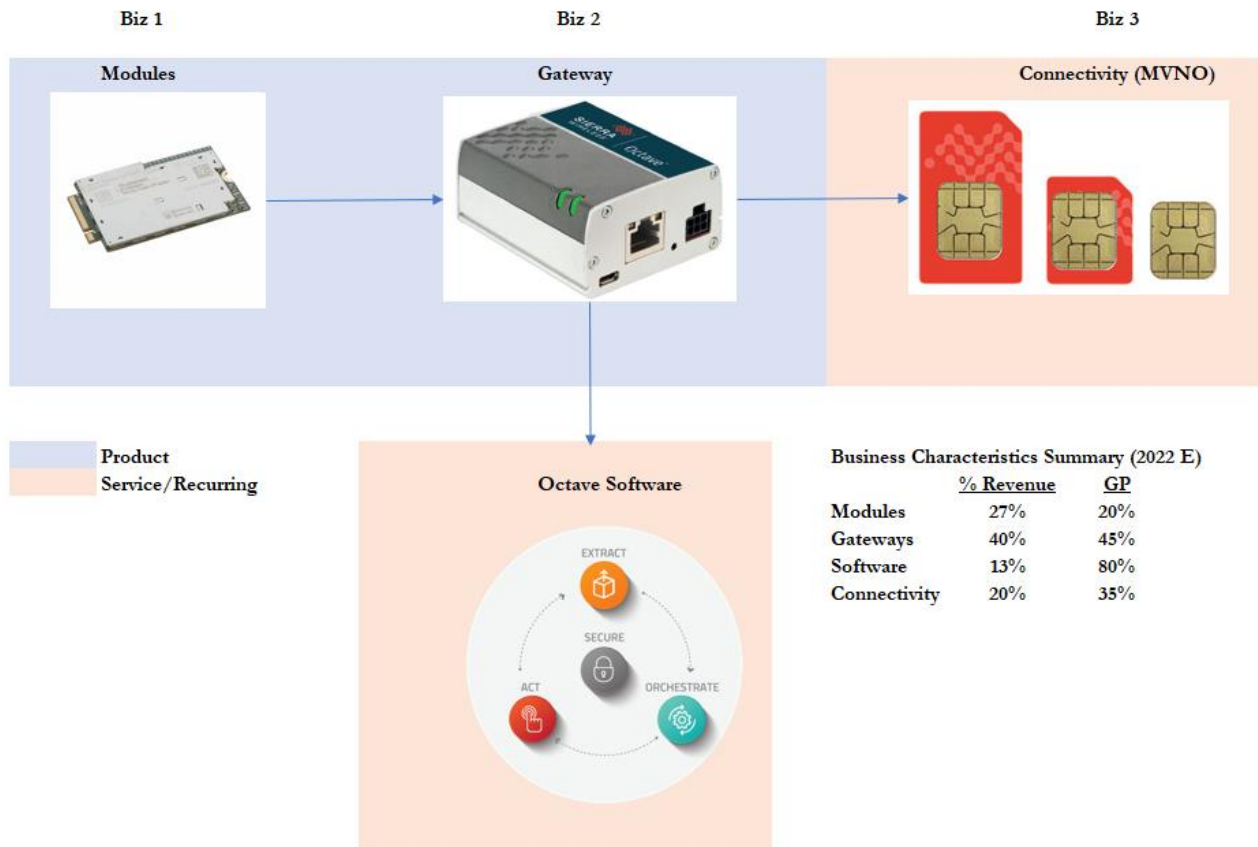 Biz 1
Biz 2
Biz 3
Modules
Gateway
Connectivity (MVNO)
SIERRA
WIRELESS
Octave
Product
Service/Recurring
Octave Software
EXTRACT
SECURE
ACT
ORCHESTRATE
Business Characteristics Summary (2022 E)
% Revenue GP
Modules 27% 20%
Gateways 40% 45%
Software 13% 80%
Connectivity 20% 35%